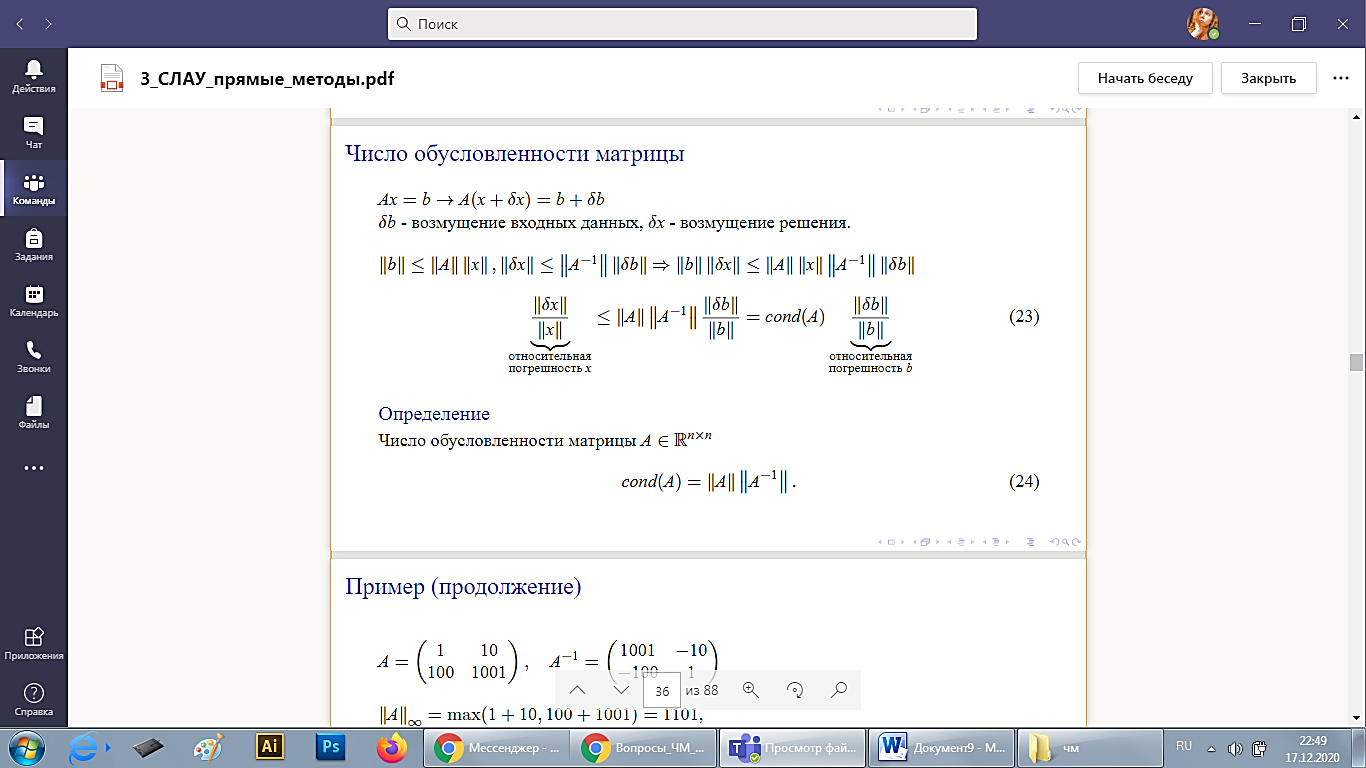 Поиск
Действия
Чат
Команды
Задания
Календарь
Звонки
Файлы
Приложения
Справка
3_СЛАУ_прямые_методы.pdf
Начать беседу
Закрыть
Число обусловленности матрицы
Ax = b → A(x + δx) = b + δb
δb - возмущение входных данных, δx - возмущение решения.
‖b‖ ≤ ‖A‖ ‖x‖ , ‖δx‖ ≤ ‖A⁻¹‖ ‖δb‖ ⇒ ‖b‖ ‖δx‖ ≤ ‖A‖ ‖x‖ ‖A⁻¹‖ ‖δb‖
‖δx‖/‖x‖ ≤ ‖A‖ ‖A⁻¹‖ ‖δb‖/‖b‖ = cond(A) ‖δb‖/‖b‖ (23)
относительная погрешность x
относительная погрешность b
Определение
Число обусловленности матрицы A ∈ ℝⁿˣⁿ
cond(A) = ‖A‖ ‖A⁻¹‖ . (24)
Пример (продолжение)
A = (1 10; 100 1001), A⁻¹ = (1001 −10; −100 1)
‖A‖∞ = max(1 + 10, 100 + 1001) = 1101,
36 из 88
Ai
Ps
Мессенджер - ...
Вопросы_ЧМ_...
Просмотр фай...
Документ9 - M...
чм
RU
22:49
17.12.2020